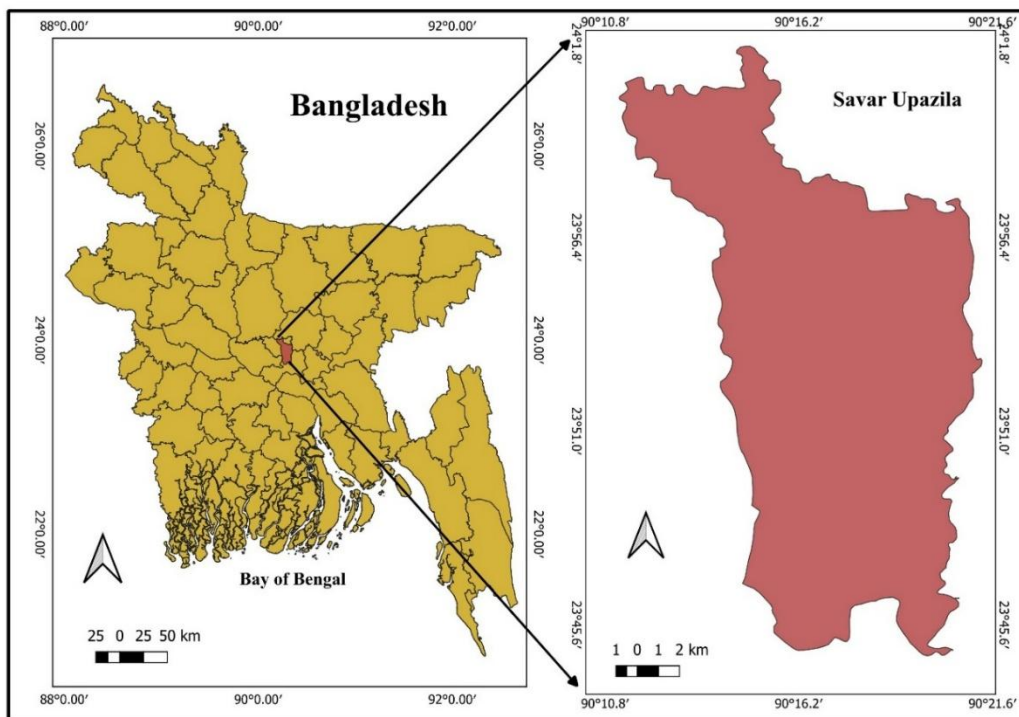 88°0.00′ 90°0.00′ 92°0.00′
Bangladesh
26°0.00′
24°0.00′
22°0.00′
26°0.00′
24°0.00′
22°0.00′
Bay of Bengal
25 0 25 50 km
88°0.00′ 90°0.00′ 92°0.00′
90°10.8′ 90°16.2′ 90°21.6′
Savar Upazila
24°1.8′
23°56.4′
23°51.0′
23°45.6′
24°1.8′
23°56.4′
23°51.0′
23°45.6′
1 0 1 2 km
90°10.8′ 90°16.2′ 90°21.6′